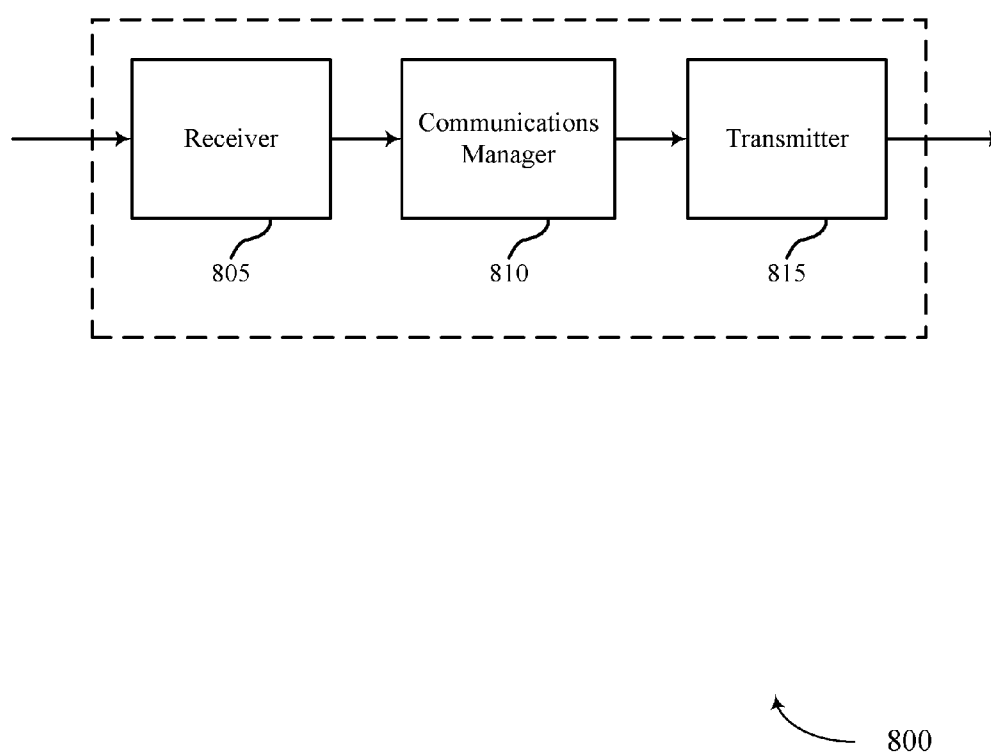 Receiver
Communications
Manager
Transmitter
805
810
815
800